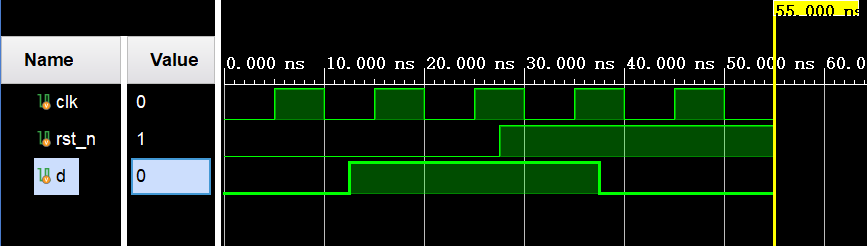 55.000 ns
Name Value
0.000 ns 10.000 ns 20.000 ns 30.000 ns 40.000 ns 50.000 ns 60.0
clk 0
rst_n 1
d 0